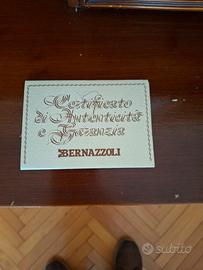 Certificato
di Autenticità
e Garanzia
BERNAZZOLI
subito